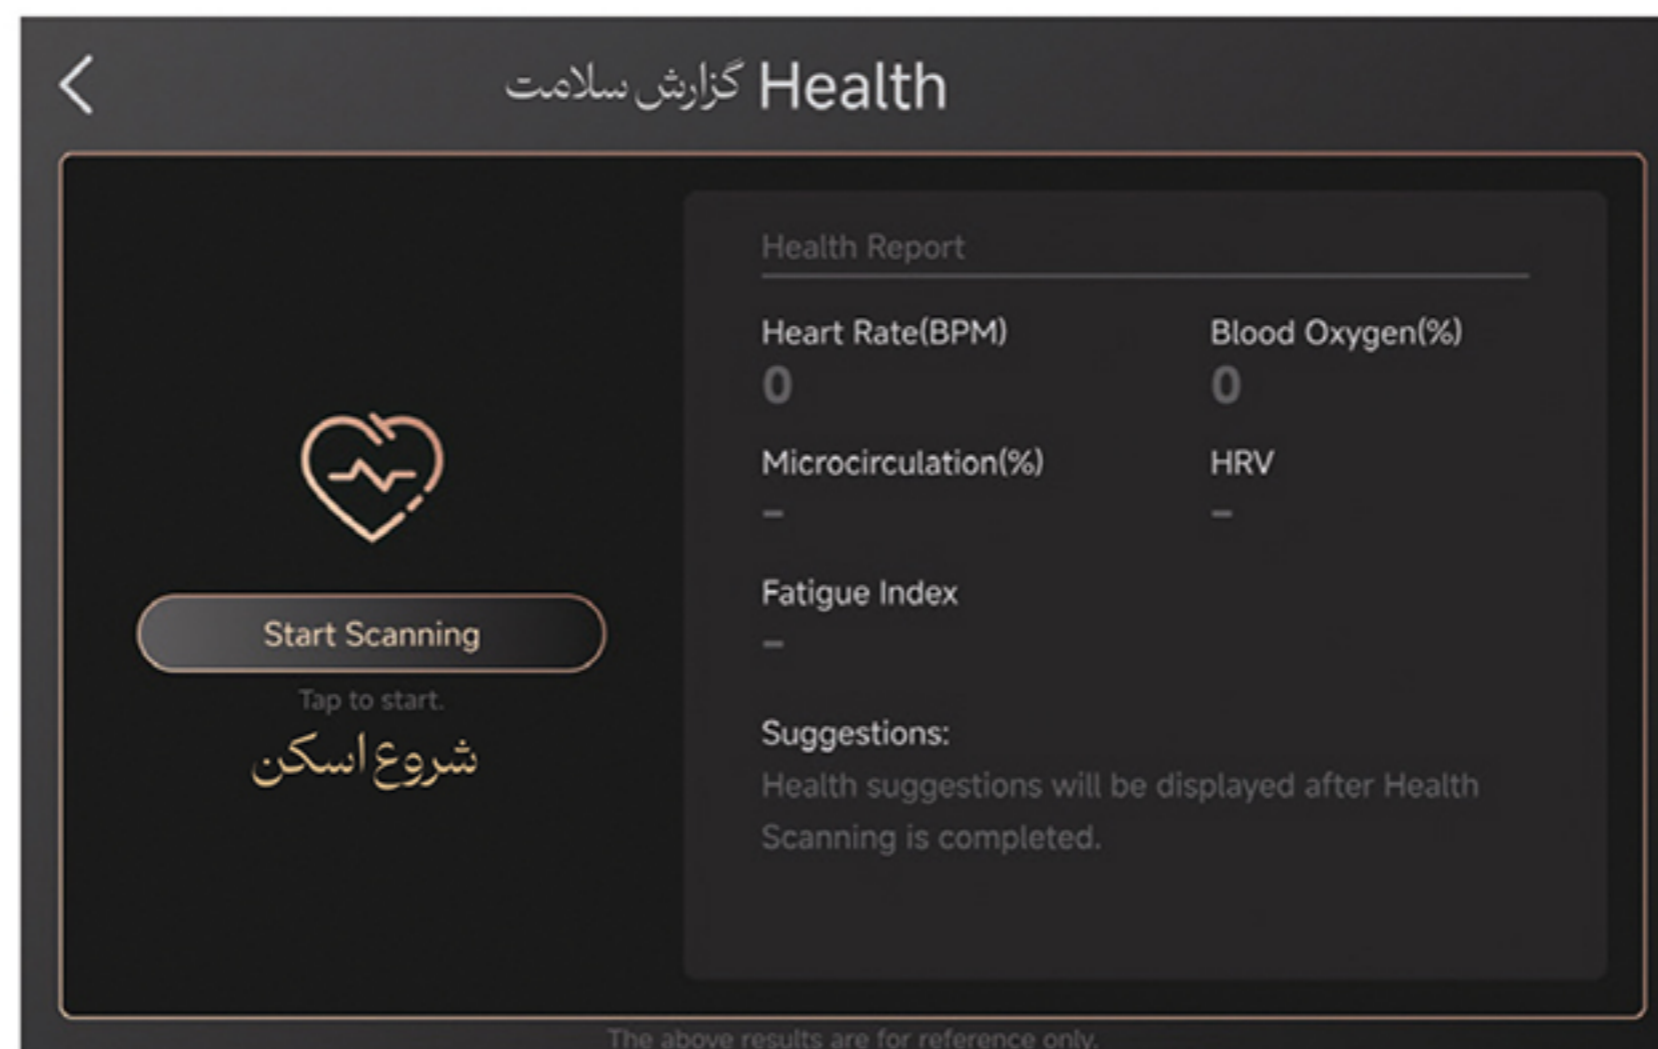 گزارش سلامت Health
Health Report
Heart Rate(BPM)
Blood Oxygen(%)
0
0
Microcirculation(%)
HRV
-
-
Fatigue Index
-
Start Scanning
Tap to start.
شروع اسکن
Suggestions:
Health suggestions will be displayed after Health
Scanning is completed.
The above results are for reference only.